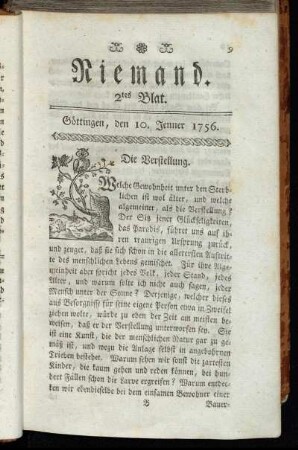 9
Niemand.
2tes Blat.
Göttingen, den 10. Jenner 1756.
Die Verstellung.
Welche Gewohnheit unter den Sterb-
lichen ist wol älter, und welche
allgemeiner, als die Verstellung?
Der Sitz jener Glückseligkeiten,
das Paradis, führet uns auf ih-
ren traurigen Ursprung zurück,
und zeuget, daß sie sich schon in die allerersten Auftrit-
te des menschlichen Lebens gemischet. Für ihre Allge-
meinheit aber spricht jedes Volk, jeder Stand, jedes
Alter, und warum solte ich nicht auch sagen, jeder
Mensch unter der Sonne? Derjenige, welcher dieses
aus Besorgnisß für seine eigene Person etwa in Zweifel
ziehen wolte, würde zu eben der Zeit am meisten be-
weisen, daß er der Verstellung unterworfen sey. Sie
ist eine Kunst, die der menschlichen Natur gar zu ge-
mäß ist, und wozu die Anlage selbst in angebohrnen
Trieben bestehet. Warum sehen wir sonst die zartesten
Kinder, die kaum gehen und reden können, bei hun-
dert Fällen schon die Larve ergreifen? Warum entdec-
ken wir ebendieselbe bei dem einsamen Bewohner einer
B
Bauer-